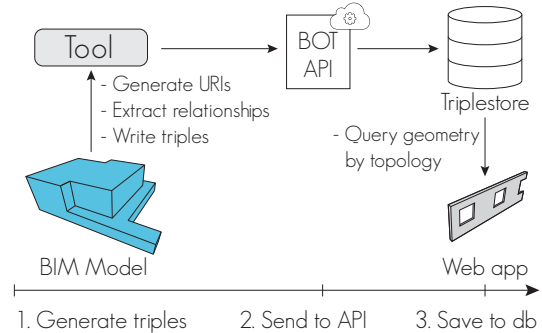 Tool
BOT
API
Triplestore
- Generate URIs
- Extract relationships
- Write triples
- Query geometry
by topology
BIM Model
Web app
1. Generate triples
2. Send to API
3. Save to db